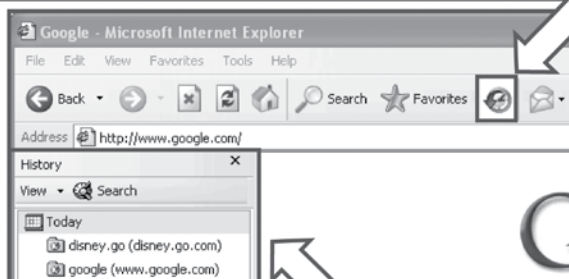 Google - Microsoft Internet Explorer
File Edit View Favorites Tools Help
Back Search Favorites
Address http://www.google.com/
History x
View Search
Today
disney.go (disney.go.com)
google (www.google.com)
G